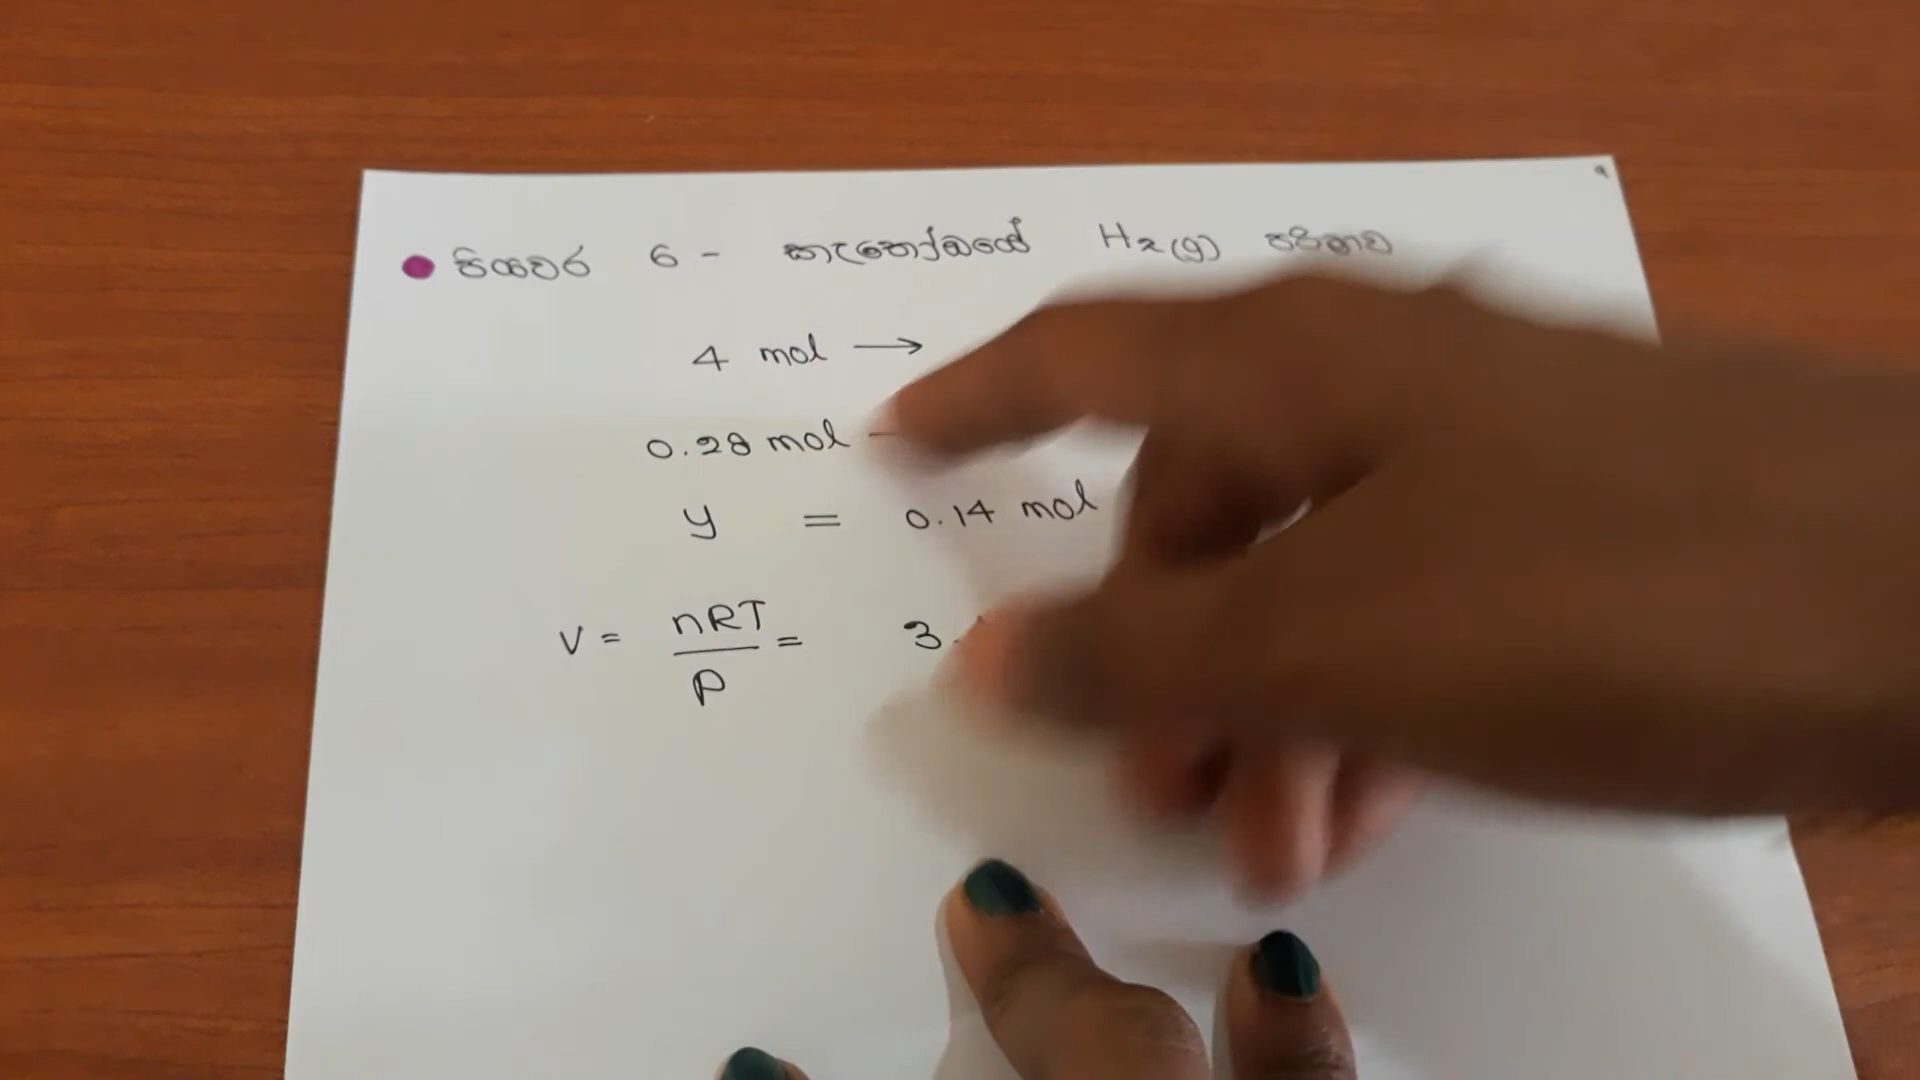 පියවර 6 - කැතෝඩයේ H₂(g) පරිමාව
4 mol →
0.28 mol
y = 0.14 mol
V = nRT/P = 3.